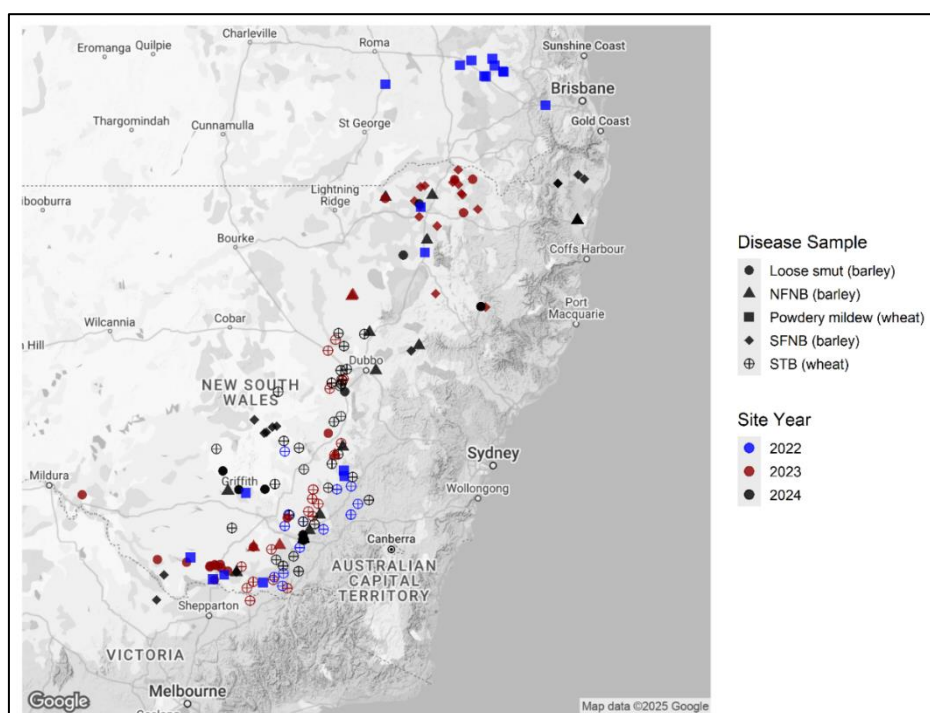 Eromanga
Quilpie
Charleville
Roma
Sunshine Coast
Brisbane
Thargomindah
Cunnamulla
St George
Gold Coast
ibooburra
Lightning
Ridge
Bourke
Coffs Harbour
Wilcannia
Cobar
Port
Macquarie
n Hill
Dubbo
NEW SOUTH
WALES
Mildura
Griffith
Sydney
Wollongong
Canberra
AUSTRALIAN
CAPITAL
TERRITORY
Shepparton
VICTORIA
Melbourne
Google
Map data ©2025 Google
Disease Sample
Loose smut (barley)
NFNB (barley)
Powdery mildew (wheat)
SFNB (barley)
STB (wheat)
Site Year
2022
2023
2024